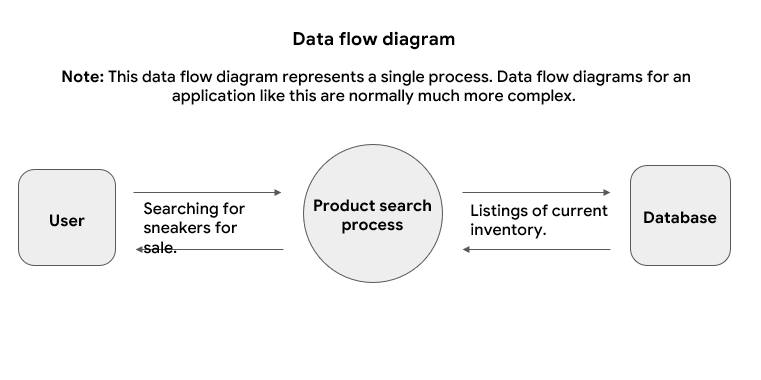 Data flow diagram
Note: This data flow diagram represents a single process. Data flow diagrams for an
application like this are normally much more complex.
User
Searching for
sneakers for
sale.
Product search
process
Listings of current
inventory.
Database